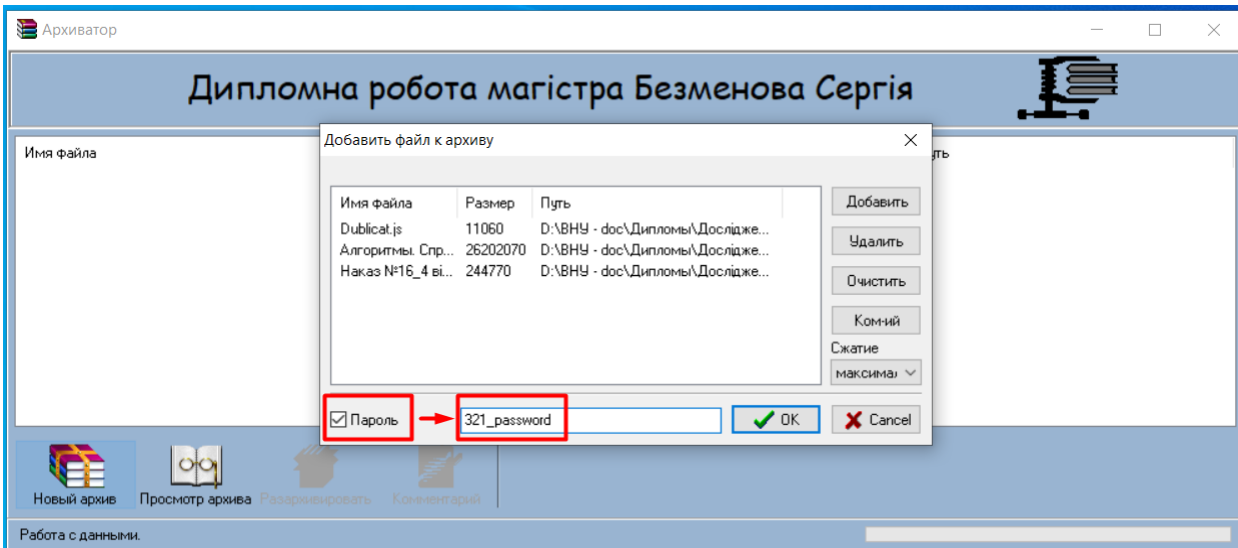 Архиватор
Дипломна робота магістра Безменова Сергія
Имя файла
уть
Добавить файл к архиву
Имя файла Размер Путь
Dublicat.js 11060 D:\ВНУ - doc\Дипломы\Дослідже...
Алгоритмы. Спр... 26202070 D:\ВНУ - doc\Дипломы\Дослідже...
Наказ №16_4 ві... 244770 D:\ВНУ - doc\Дипломы\Дослідже...
Добавить
Удалить
Очистить
Ком-ий
Сжатие
максимал
Пароль 321_password OK Cancel
Новый архив Просмотр архива Разархивировать Комментарий
Работа с данными.